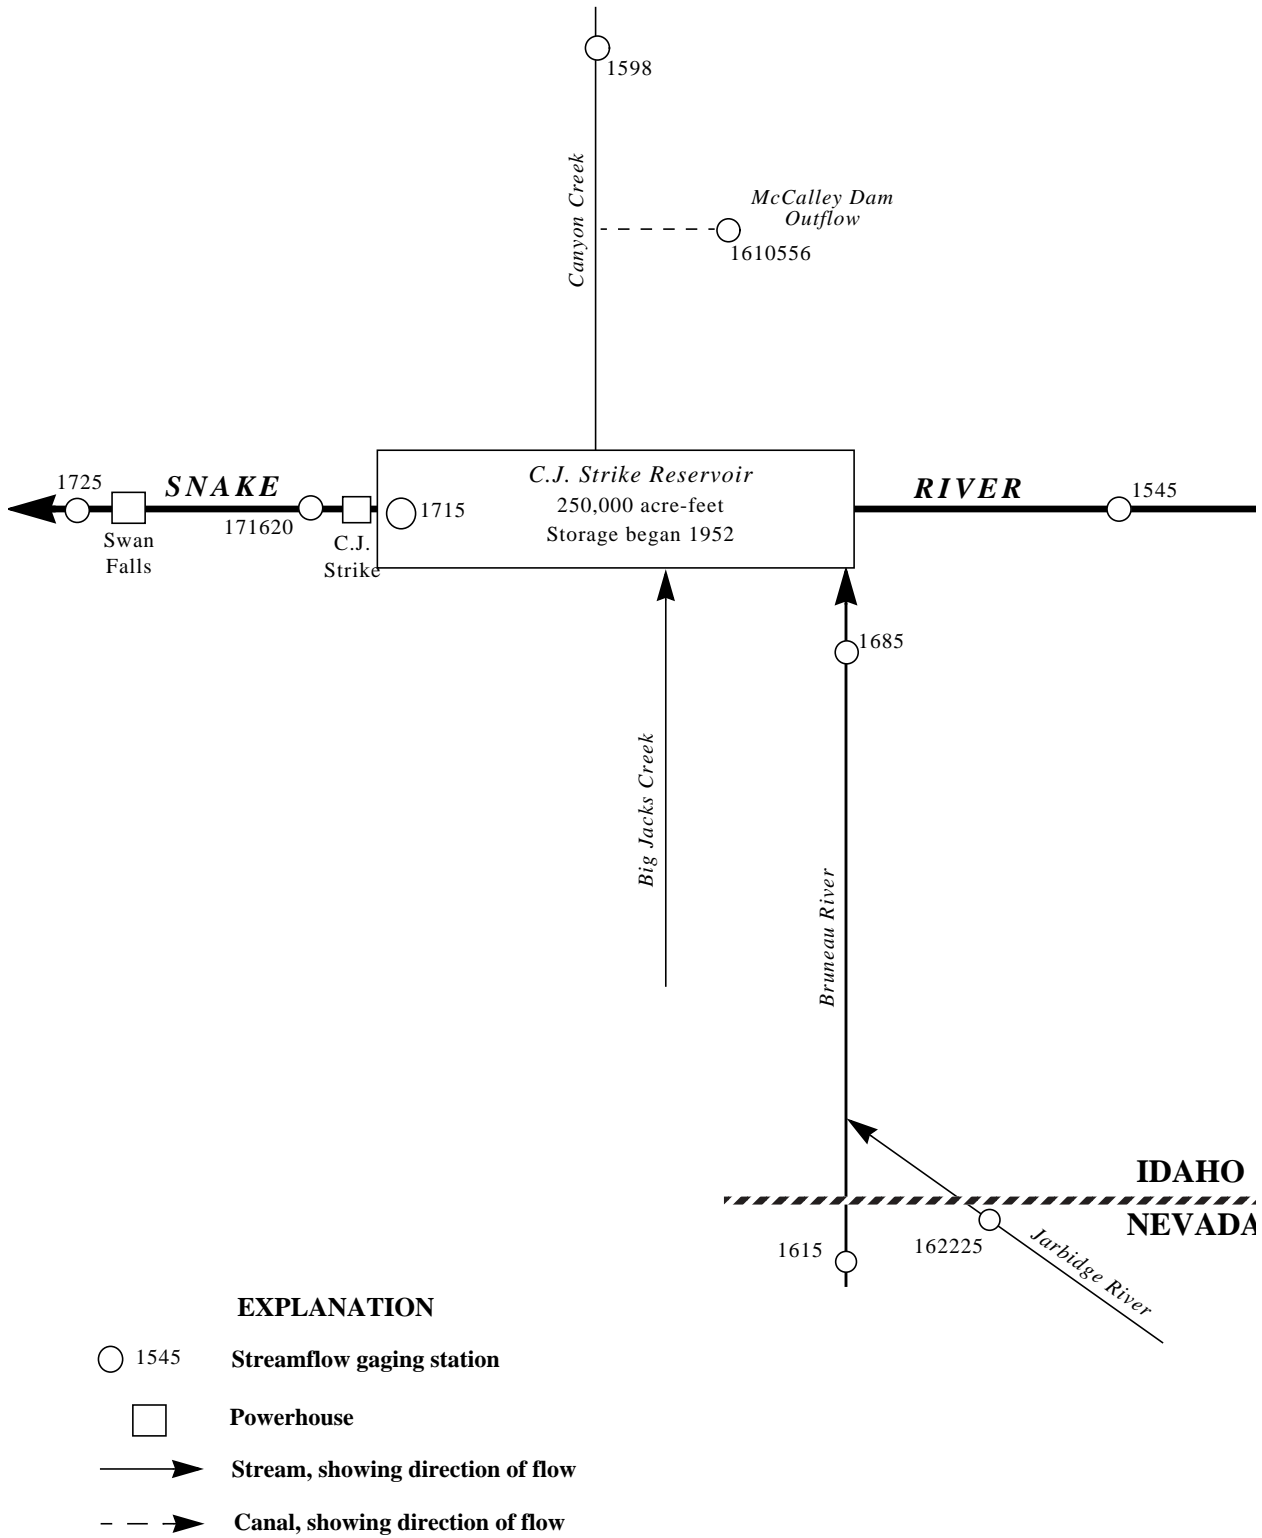 1598
Canyon Creek
McCalley Dam
Outflow
1610556
1725
SNAKE
171620
Swan
Falls
C.J.
Strike
1715
C.J. Strike Reservoir
250,000 acre-feet
Storage began 1952
RIVER
1545
1685
Big Jacks Creek
Bruneau River
IDAHO
NEVADA
1615
162225
Jarbidge River
EXPLANATION
1545 Streamflow gaging station
Powerhouse
Stream, showing direction of flow
Canal, showing direction of flow